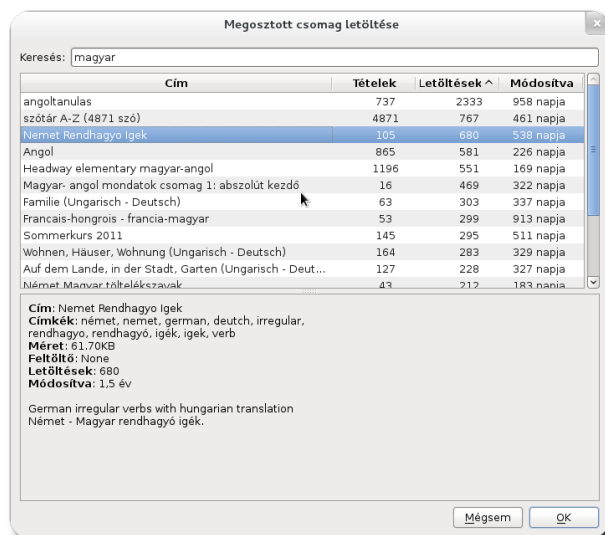 Megosztott csomag letöltése
Keresés: magyar
Cím Tételek Letöltések Módosítva
angoltanulas 737 2333 958 napja
szótár A-Z (4871 szó) 4871 767 461 napja
Nemet Rendhagyo Igek 105 680 538 napja
Angol 865 581 226 napja
Headway elementary magyar-angol 1196 551 169 napja
Magyar- angol mondatok csomag 1: abszolút kezdő 16 469 322 napja
Familie (Ungarisch - Deutsch) 63 303 337 napja
Francais-hongrois - francia-magyar 53 299 913 napja
Sommerkurs 2011 145 295 511 napja
Wohnen, Häuser, Wohnung (Ungarisch - Deutsch) 164 283 329 napja
Auf dem Lande, in der Stadt, Garten (Ungarisch - Deut... 127 228 327 napja
Német Magyar töltelékszavak 43 212 183 napja
Cím: Nemet Rendhagyo Igek
Címkék: német, nemet, german, deutch, irregular,
rendhagyo, rendhagyó, igék, igek, verb
Méret: 61.70KB
Feltöltő: None
Letöltések: 680
Módosítva: 1,5 év
German irregular verbs with hungarian translation
Német - Magyar rendhagyó igék.
Mégsem OK